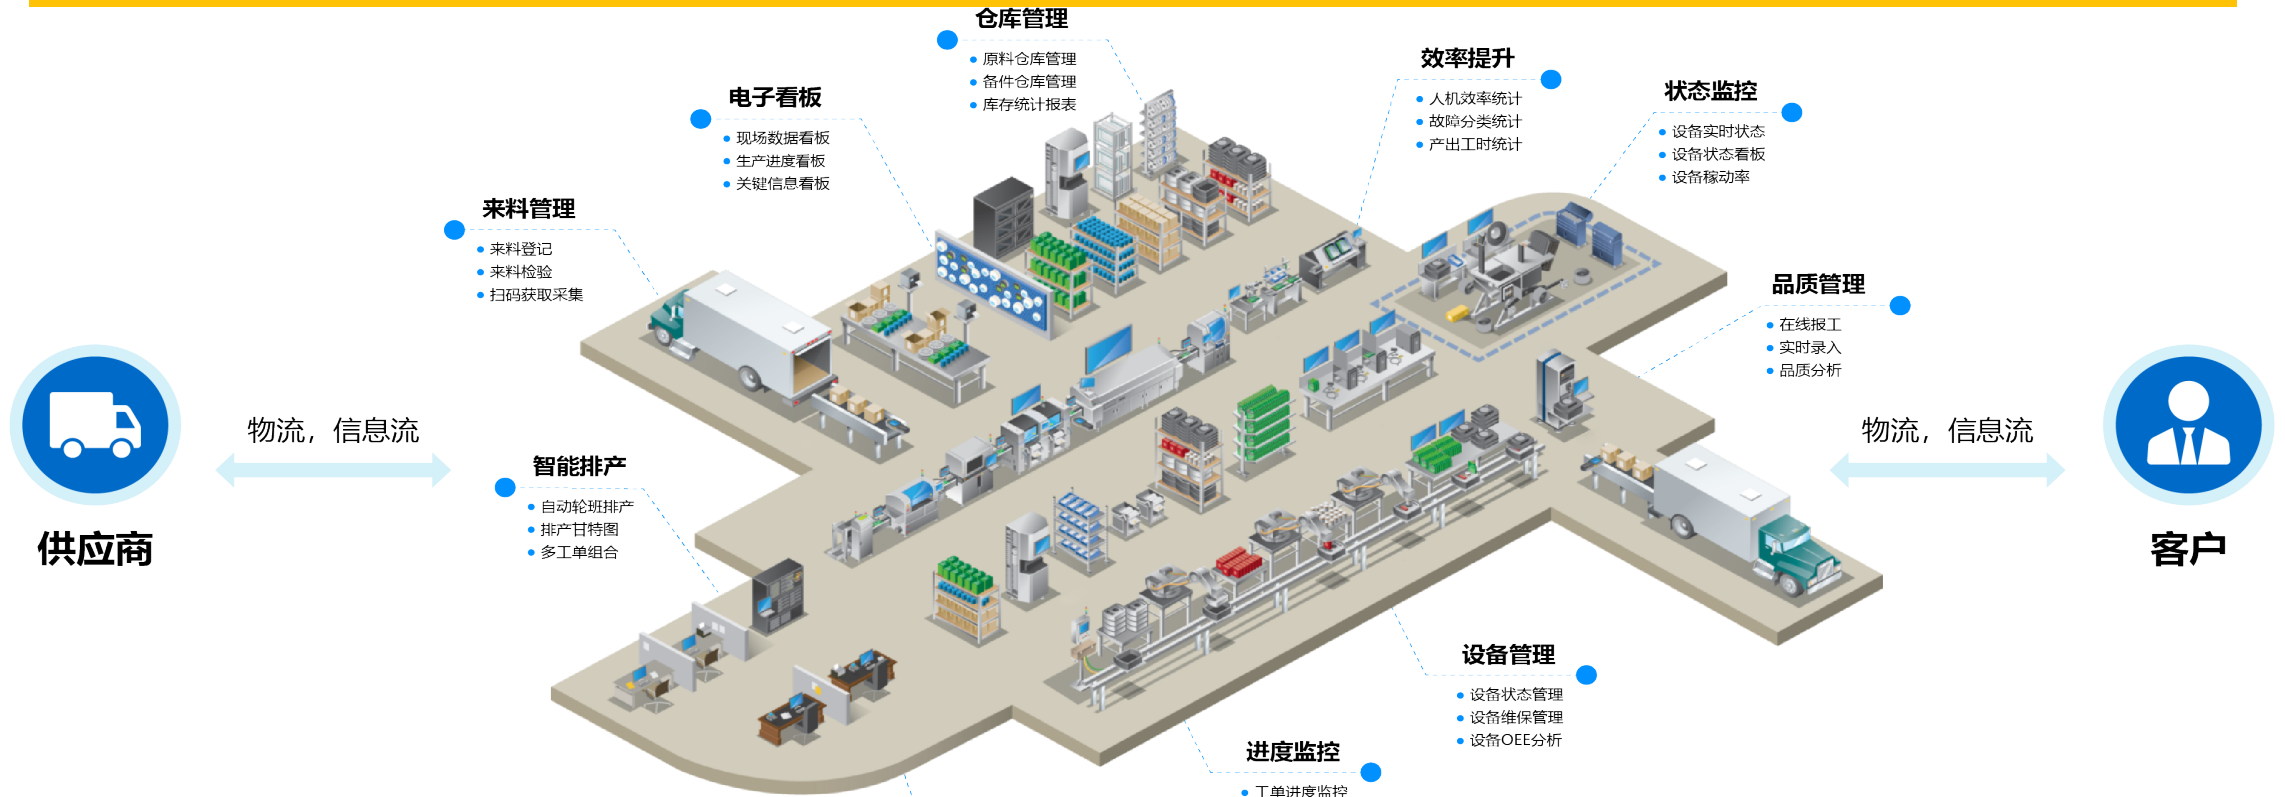 仓库管理
原料仓库管理
备件仓库管理
库存统计报表
效率提升
人机效率统计
故障分类统计
产出工时统计
电子看板
现场数据看板
生产进度看板
关键信息看板
状态监控
设备实时状态
设备状态看板
设备稼动率
来料管理
来料登记
来料检验
扫码获取采集
品质管理
在线报工
实时录入
品质分析
物流，信息流
供应商
物流，信息流
客户
智能排产
自动轮班排产
排产甘特图
多工单组合
设备管理
设备状态管理
设备维保管理
设备OEE分析
进度监控
工单进度监控